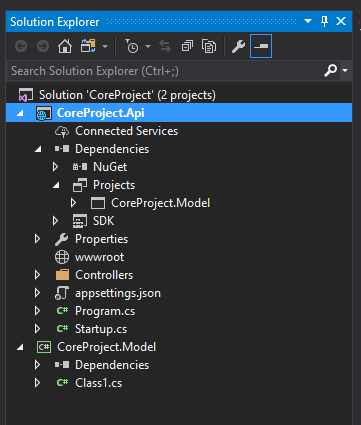 Solution Explorer
Search Solution Explorer (Ctrl+;)
Solution 'CoreProject' (2 projects)
CoreProject.Api
Connected Services
Dependencies
NuGet
Projects
CoreProject.Model
SDK
Properties
wwwroot
Controllers
appsettings.json
C# Program.cs
C# Startup.cs
C# CoreProject.Model
Dependencies
C# Class1.cs